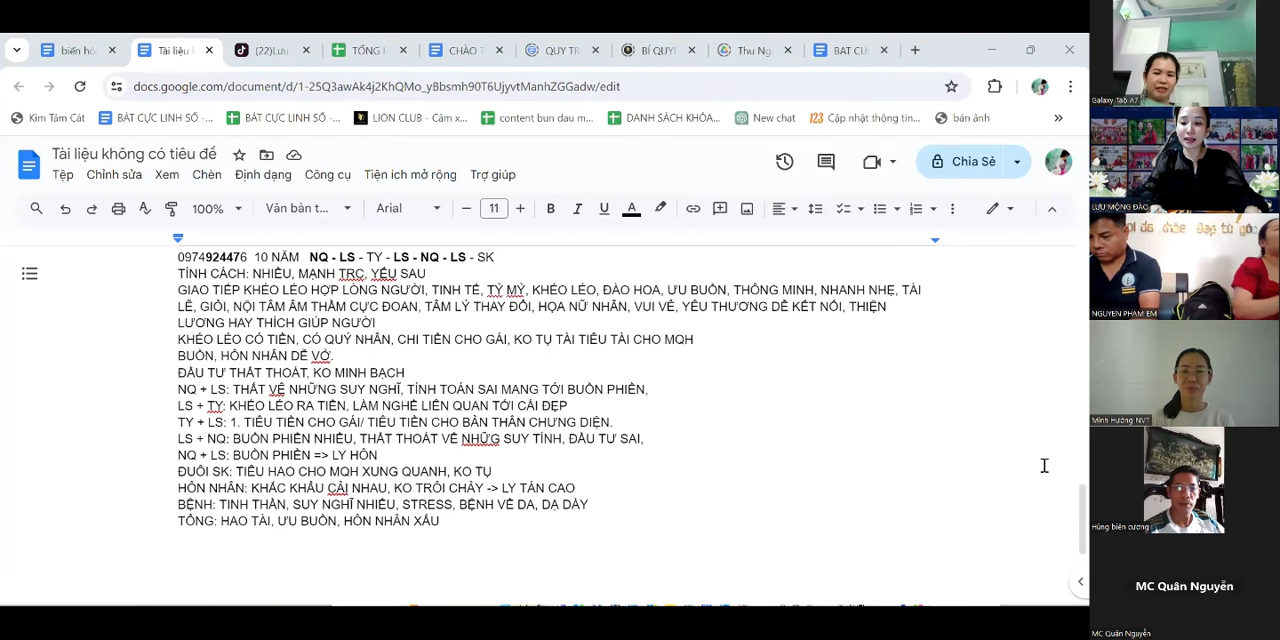 biến hó
Tài liệu k
(22)Lưu
TỔNG H
CHÀO T
QUY TR
BÍ QUY
Thu Ng
BAT CU
docs.google.com/document/d/1-25Q3awAk4j2KhQMo_yBbsmh90T6UjyvtManhZGGadw/edit
Kim Tám Cát
BÁT CỰC LINH SỐ -...
BÁT CỰC LINH SỐ -...
LION CLUB - Cảm x...
content bun dau m...
DANH SÁCH KHÓA...
New chat
Cập nhật thông tin...
bán ảnh
Tài liệu không có tiêu đề
Chia Sẻ
Tệp Chỉnh sửa Xem Chèn Định dạng Công cụ Tiện ích mở rộng Trợ giúp
100% Văn bản t... Arial 11 B I U A
0974924476 10 NĂM NQ - LS - TY - LS - NQ - LS - SK
TÍNH CÁCH: NHIỀU, MẠNH TRC, YẾU SAU
GIAO TIẾP KHÉO LÉO HỢP LÒNG NGƯỜI, TINH TẾ, TỶ MỶ, KHÉO LÉO, ĐÀO HOA, ƯU BUỒN, THÔNG MINH, NHANH NHẸ, TÀI
LẼ, GIỎI, NỘI TÂM ÂM THẦM CỰC ĐOAN, TÂM LÝ THAY ĐỔI, HỌA NỮ NHÂN, VUI VẺ, YÊU THƯƠNG DỄ KẾT NỐI, THIỆN
LƯƠNG HAY THÍCH GIÚP NGƯỜI
KHÉO LÉO CÓ TIỀN, CÓ QUÝ NHÂN, CHI TIỀN CHO GÁI, KO TỤ TÀI TIÊU TÀI CHO MQH
BUỒN, HÔN NHÂN DỄ VỠ.
ĐẦU TƯ THẤT THOÁT, KO MINH BẠCH
NQ + LS: THẤT VỀ NHỮNG SUY NGHĨ, TÍNH TOÁN SAI MANG TỚI BUỒN PHIỀN,
LS + TY: KHÉO LÉO RA TIỀN, LÀM NGHỀ LIÊN QUAN TỚI CÁI ĐẸP
TY + LS: 1. TIÊU TIỀN CHO GÁI/ TIÊU TIỀN CHO BẢN THÂN CHƯNG DIỆN.
LS + NQ: BUỒN PHIỀN NHIỀU, THẤT THOÁT VỀ NHỮG SUY TÍNH, ĐẦU TƯ SAI,
NQ + LS: BUỒN PHIỀN => LY HÔN
ĐUÔI SK: TIÊU HAO CHO MQH XUNG QUANH, KO TỤ
HÔN NHÂN: KHẮC KHẨU CÃI NHAU, KO TRÔI CHẢY -> LY TÁN CAO
BỆNH: TINH THẦN, SUY NGHĨ NHIỀU, STRESS, BỆNH VỀ DA, DẠ DÀY
TỔNG: HAO TÀI, ƯU BUỒN, HÔN NHÂN XẤU
Galaxy Tab A7
LƯU MỘNG ĐÀO
NGUYEN PHAM EM
Minh Hường NVT
Hùng biên cương
MC Quân Nguyễn
MC Quân Nguyễn